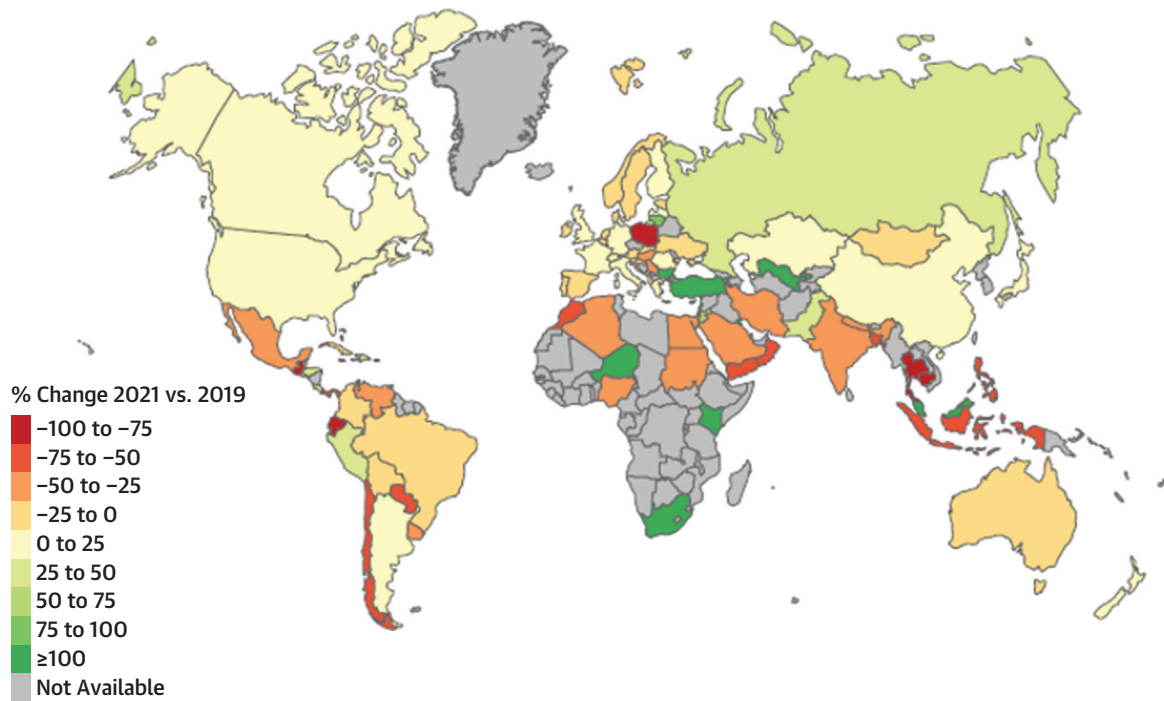 % Change 2021 vs. 2019
−100 to −75
−75 to −50
−50 to −25
−25 to 0
0 to 25
25 to 50
50 to 75
75 to 100
≥100
Not Available